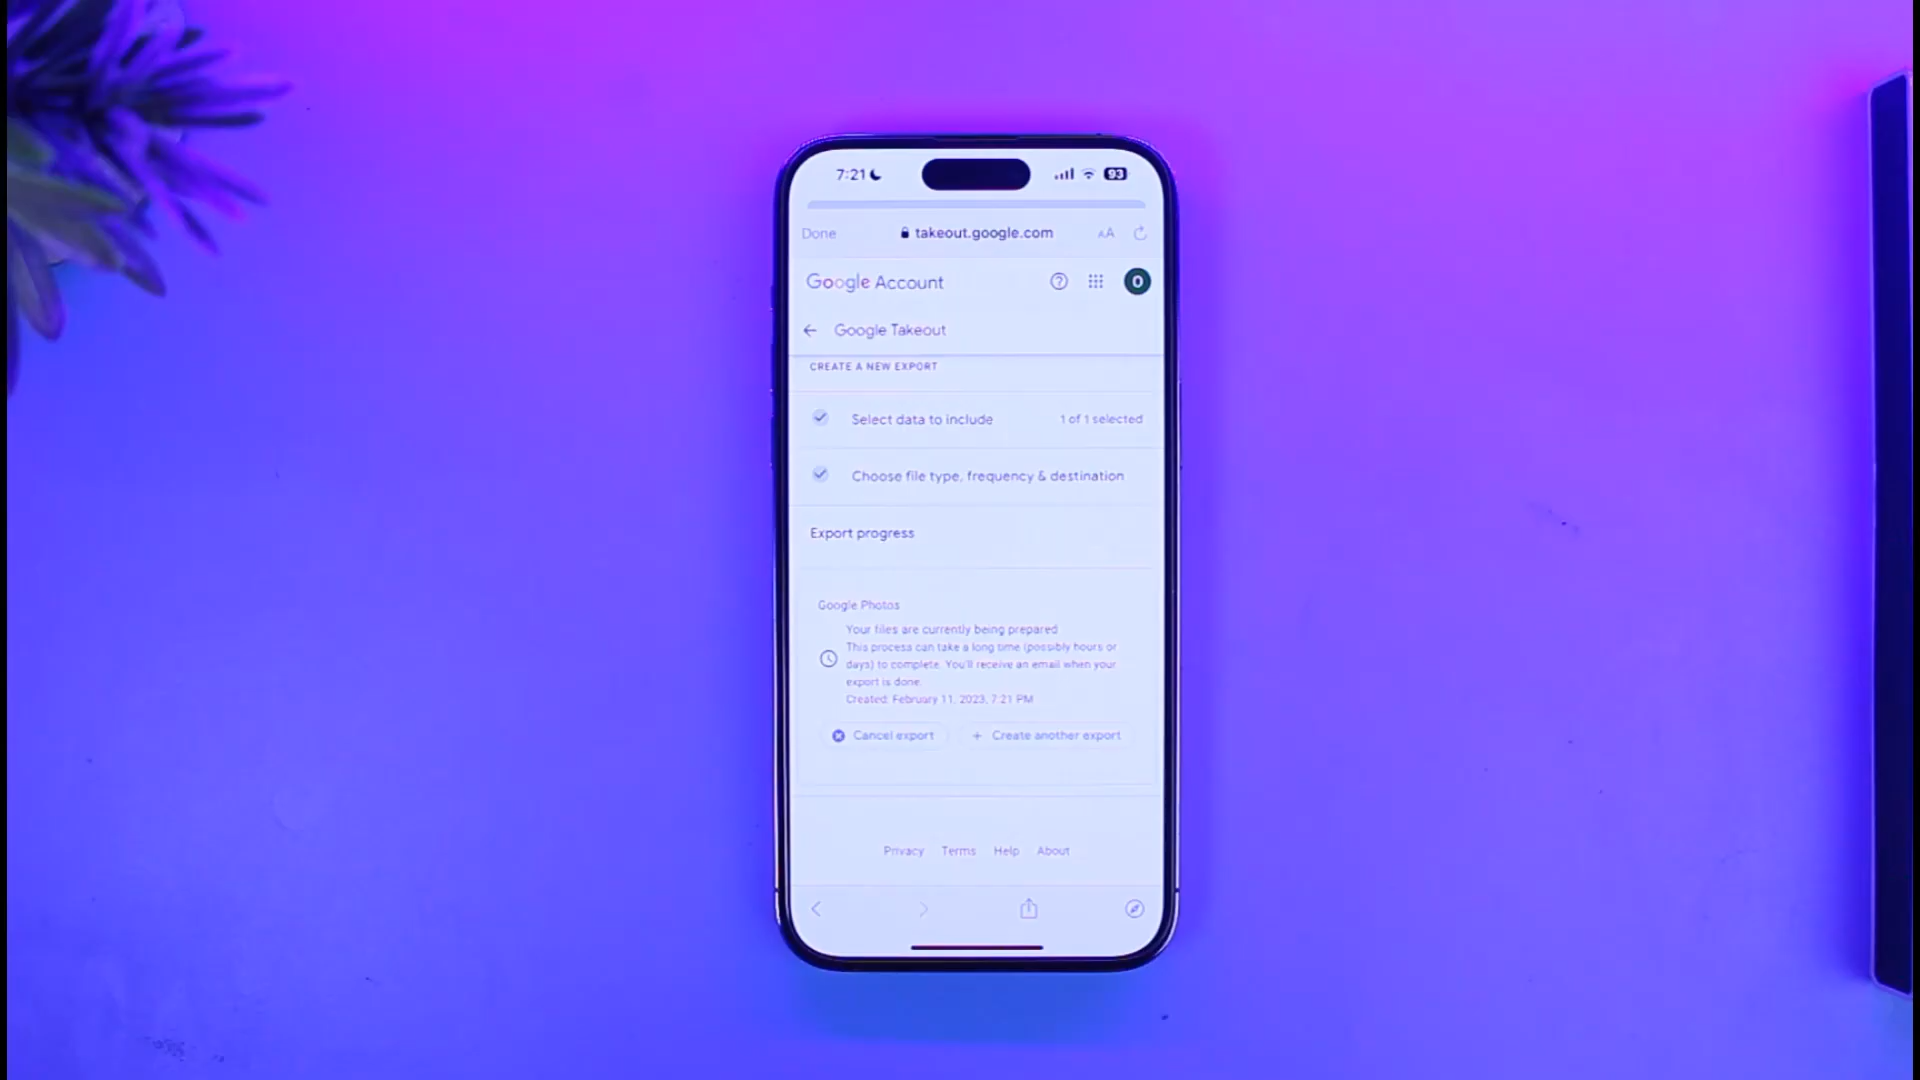 7:21
93
Done
takeout.google.com
AA
Google Account
O
Google Takeout
CREATE A NEW EXPORT
Select data to include 1 of 1 selected
Choose file type, frequency & destination
Export progress
Google Photos
Your files are currently being prepared
This process can take a long time (possibly hours or
days) to complete. You'll receive an email when your
export is done.
Created: February 11, 2023, 7:21 PM
Cancel export + Create another export
Privacy Terms Help About